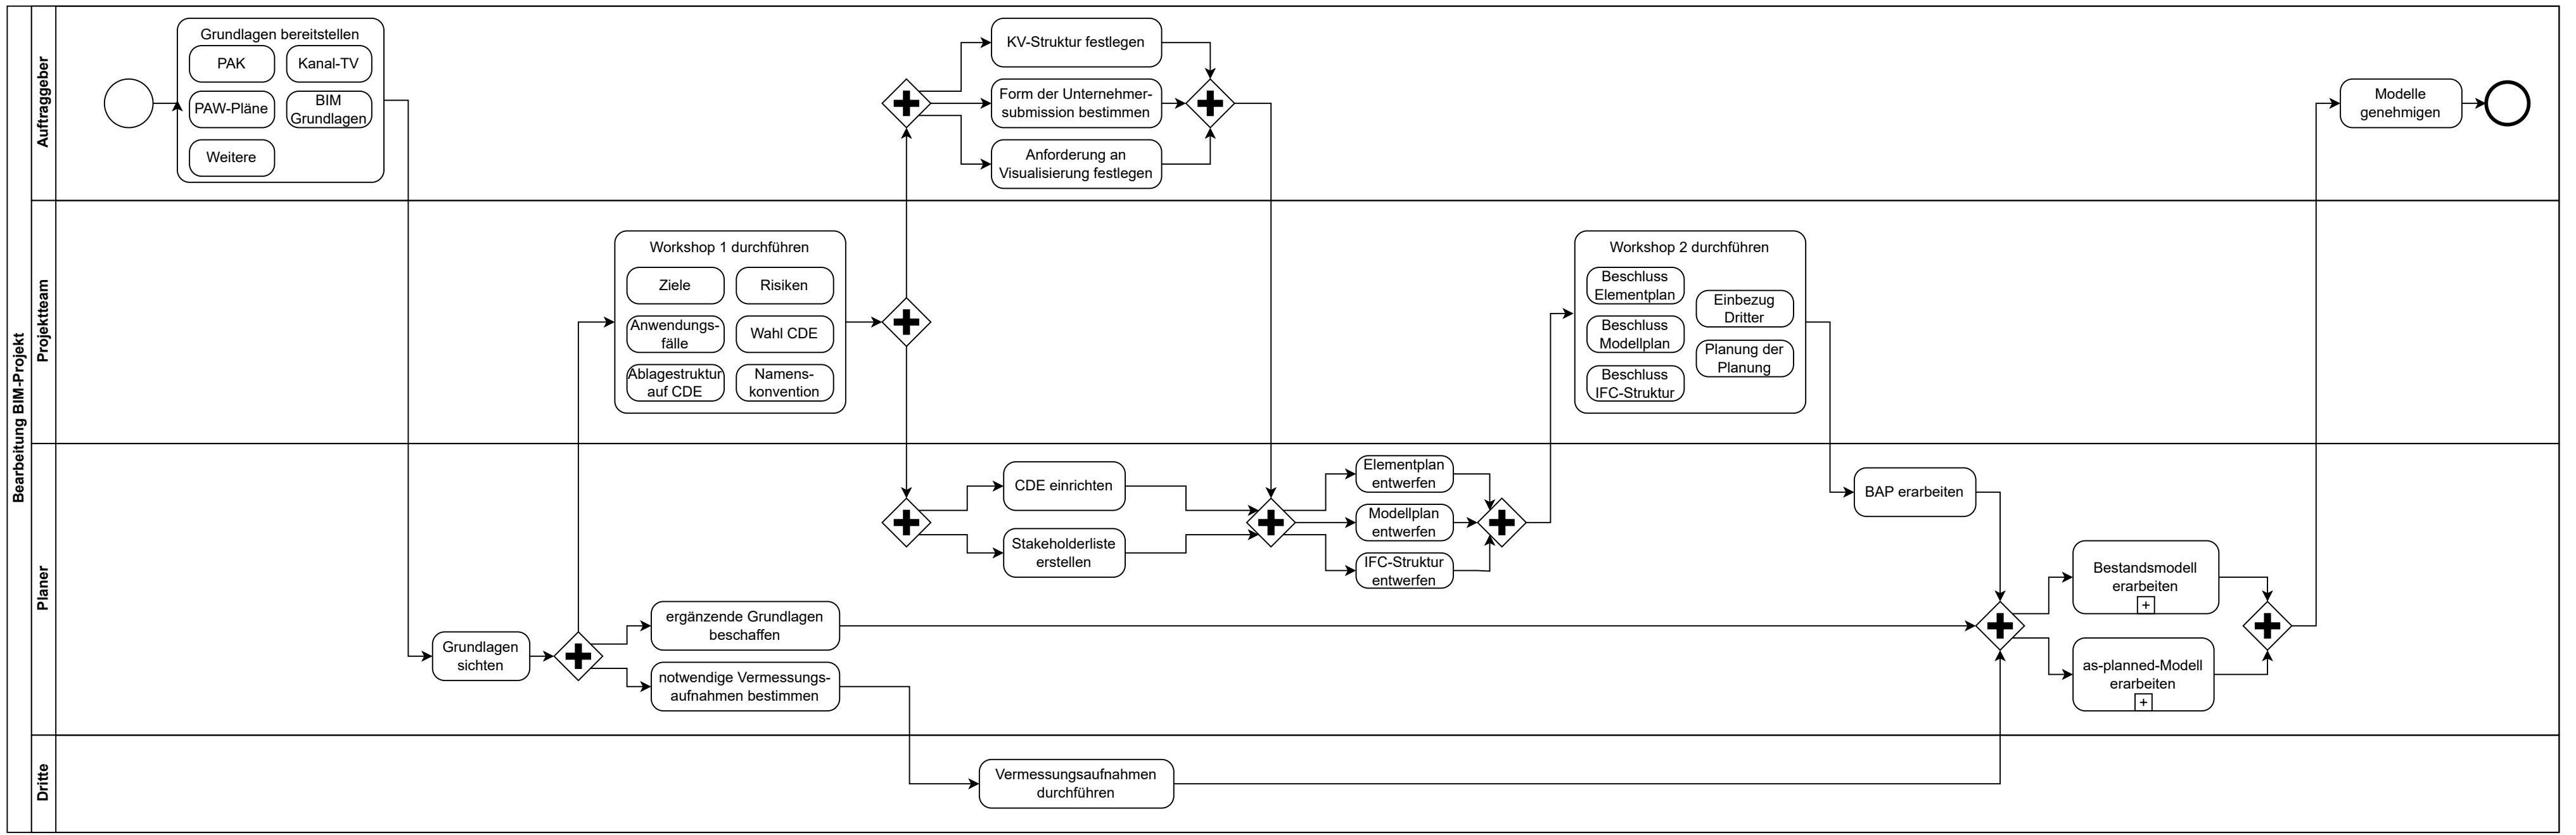 Bearbeitung BIM-Projekt
Auftraggeber
Grundlagen bereitstellen
PAK
Kanal-TV
PAW-Pläne
BIM
Grundlagen
Weitere
KV-Struktur festlegen
Form der Unternehmer-
submission bestimmen
Anforderung an
Visualisierung festlegen
Modelle
genehmigen
Projektteam
Workshop 1 durchführen
Ziele
Risiken
Anwendungs-
fälle
Wahl CDE
Ablagestruktur
auf CDE
Namens-
konvention
Workshop 2 durchführen
Beschluss
Elementplan
Einbezug
Dritter
Beschluss
Modellplan
Planung der
Planung
Beschluss
IFC-Struktur
Planer
Grundlagen
sichten
ergänzende Grundlagen
beschaffen
notwendige Vermessungs-
aufnahmen bestimmen
CDE einrichten
Stakeholderliste
erstellen
Elementplan
entwerfen
Modellplan
entwerfen
IFC-Struktur
entwerfen
BAP erarbeiten
Bestandsmodell
erarbeiten
as-planned-Modell
erarbeiten
Dritte
Vermessungsaufnahmen
durchführen